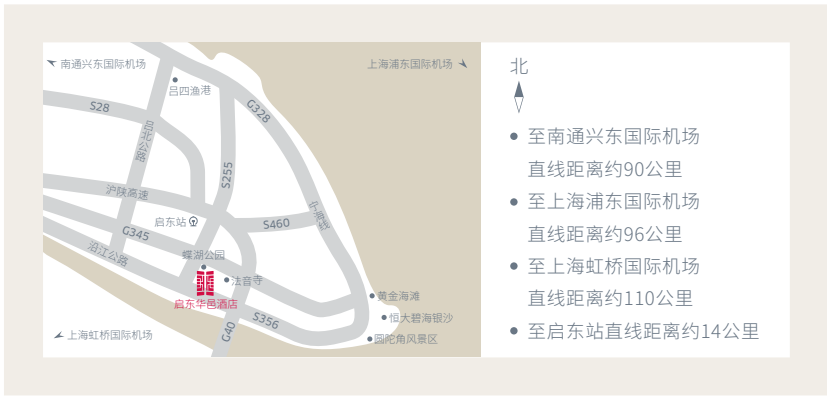 南通兴东国际机场
上海浦东国际机场
吕四渔港
S28
G328
吕北公路
S255
沪陕高速
宁海线
启东站
S460
G345
沿江公路
蝶湖公园
法音寺
启东华邑酒店
黄金海滩
恒大碧海银沙
S356
G40
上海虹桥国际机场
圆陀角风景区
北
至南通兴东国际机场
直线距离约90公里
至上海浦东国际机场
直线距离约96公里
至上海虹桥国际机场
直线距离约110公里
至启东站直线距离约14公里